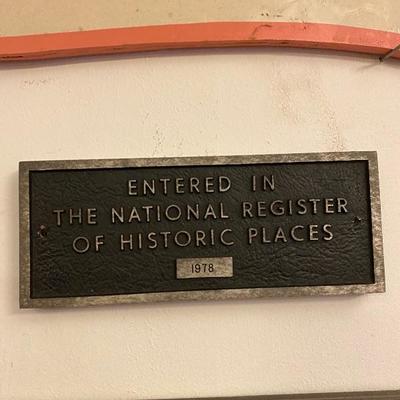 ENTERED IN
THE NATIONAL REGISTER
OF HISTORIC PLACES
1978